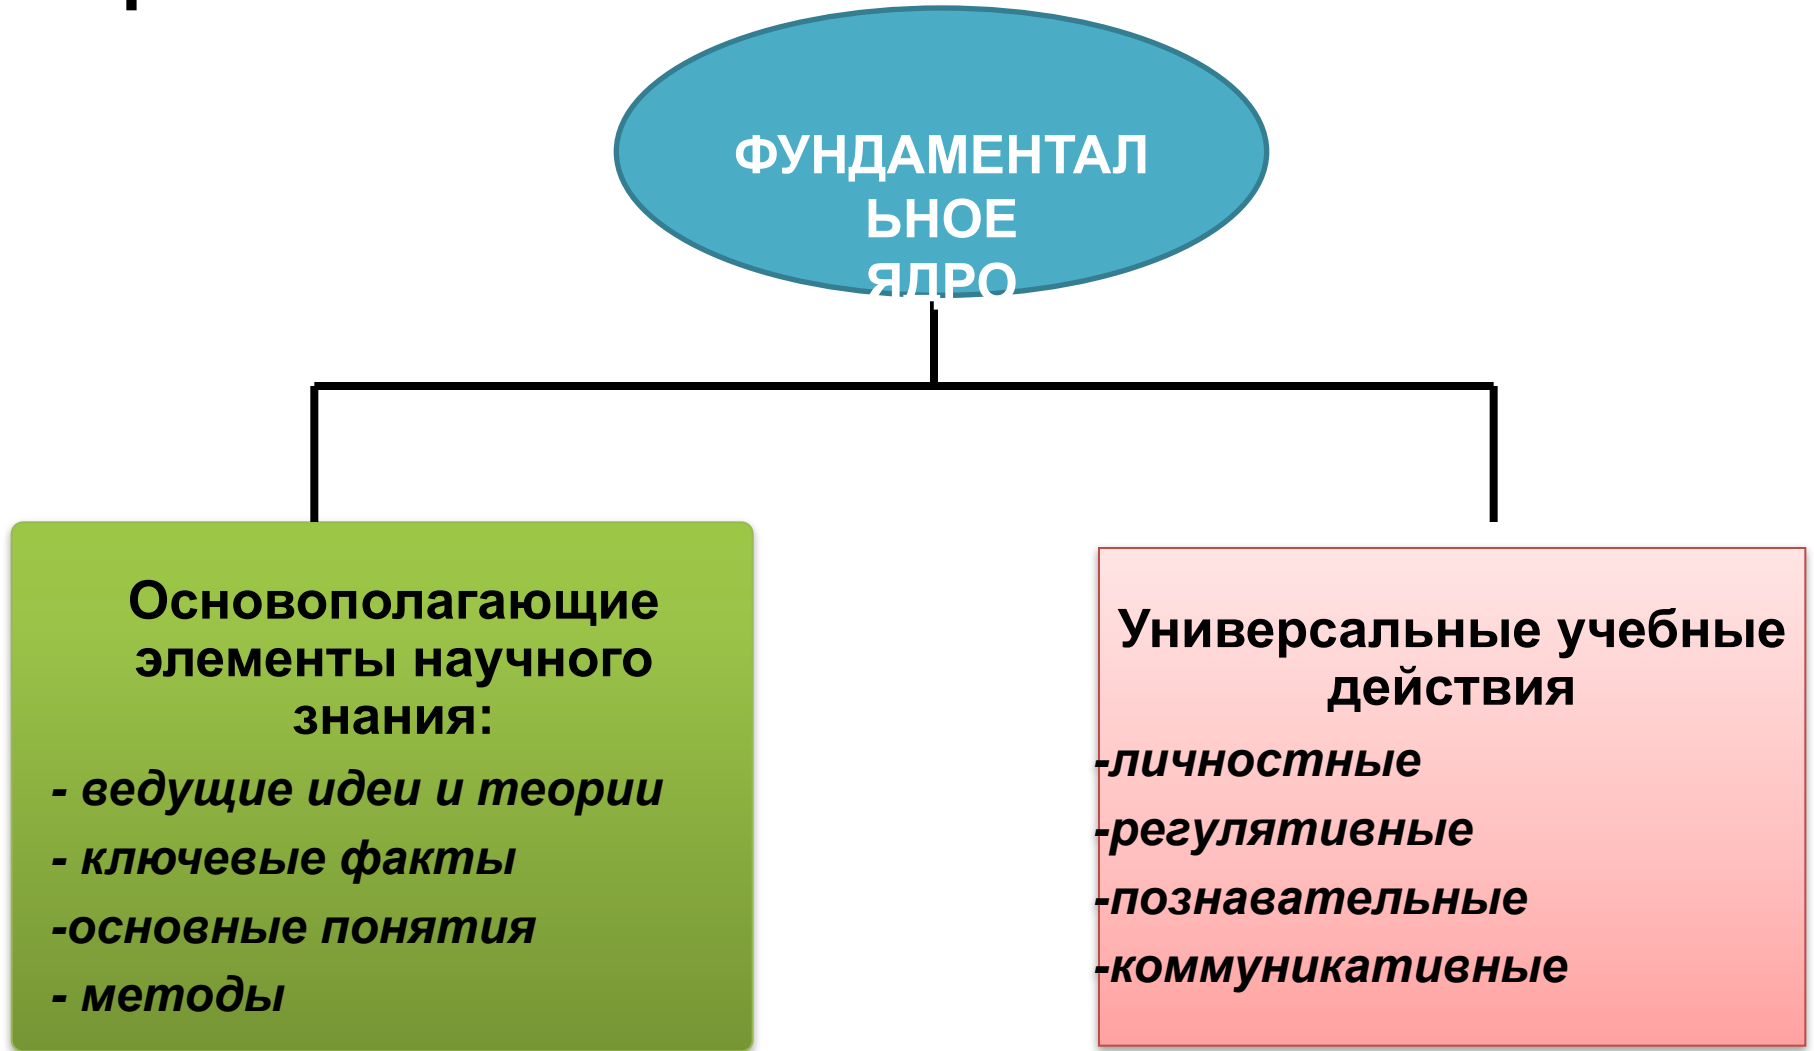 ФУНДАМЕНТАЛ
ЬНОЕ
ЯДРО
Основополагающие
элементы научного
знания:
- ведущие идеи и теории
- ключевые факты
-основные понятия
- методы
Универсальные учебные
действия
-личностные
-регулятивные
-познавательные
-коммуникативные